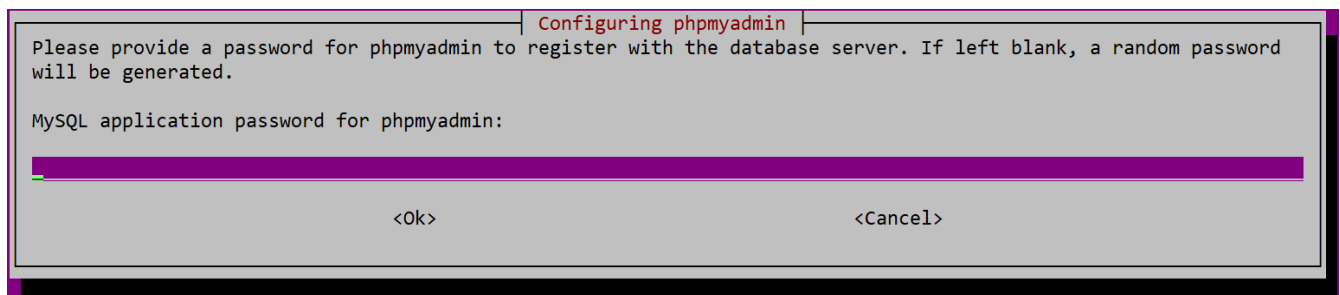 Configuring phpmyadmin
Please provide a password for phpmyadmin to register with the database server. If left blank, a random password
will be generated.
MySQL application password for phpmyadmin:
<Ok> <Cancel>